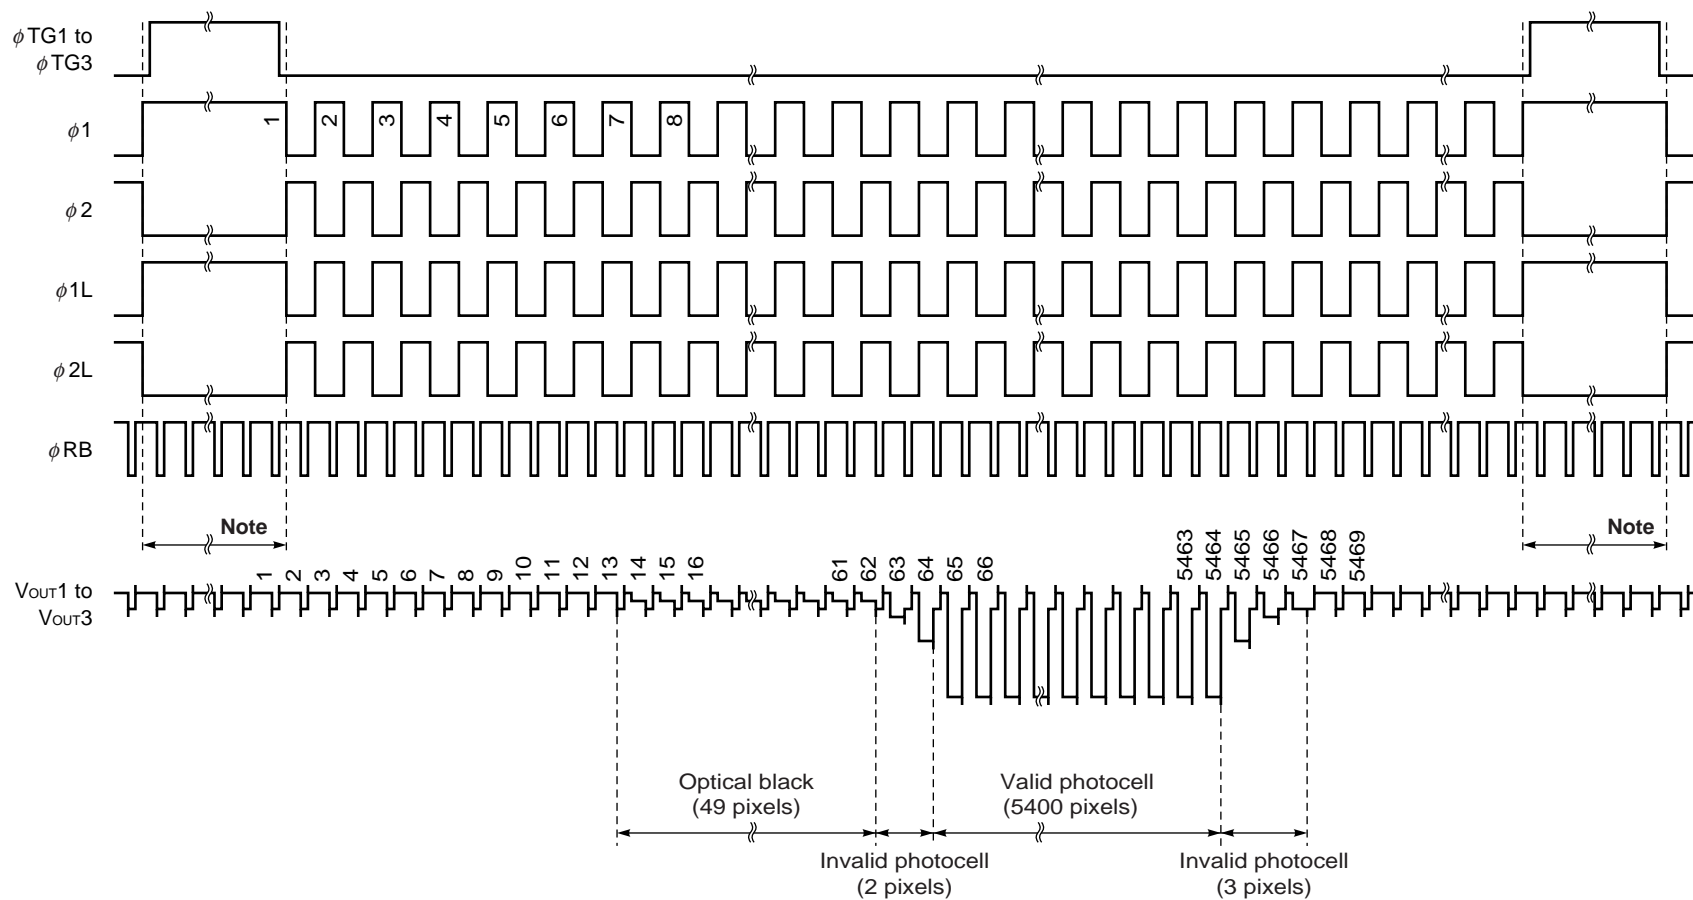 φTG1 to
φTG3
φ1
1 2 3 4 5 6 7 8
φ2
φ1L
φ2L
φRB
Note
Note
VOUT1 to
VOUT3
1 2 3 4 5 6 7 8 9 10 11 12 13 14 15 16 61 62 63 64 65 66 5463 5464 5465 5466 5467 5468 5469
Optical black
(49 pixels)
Valid photocell
(5400 pixels)
Invalid photocell
(2 pixels)
Invalid photocell
(3 pixels)